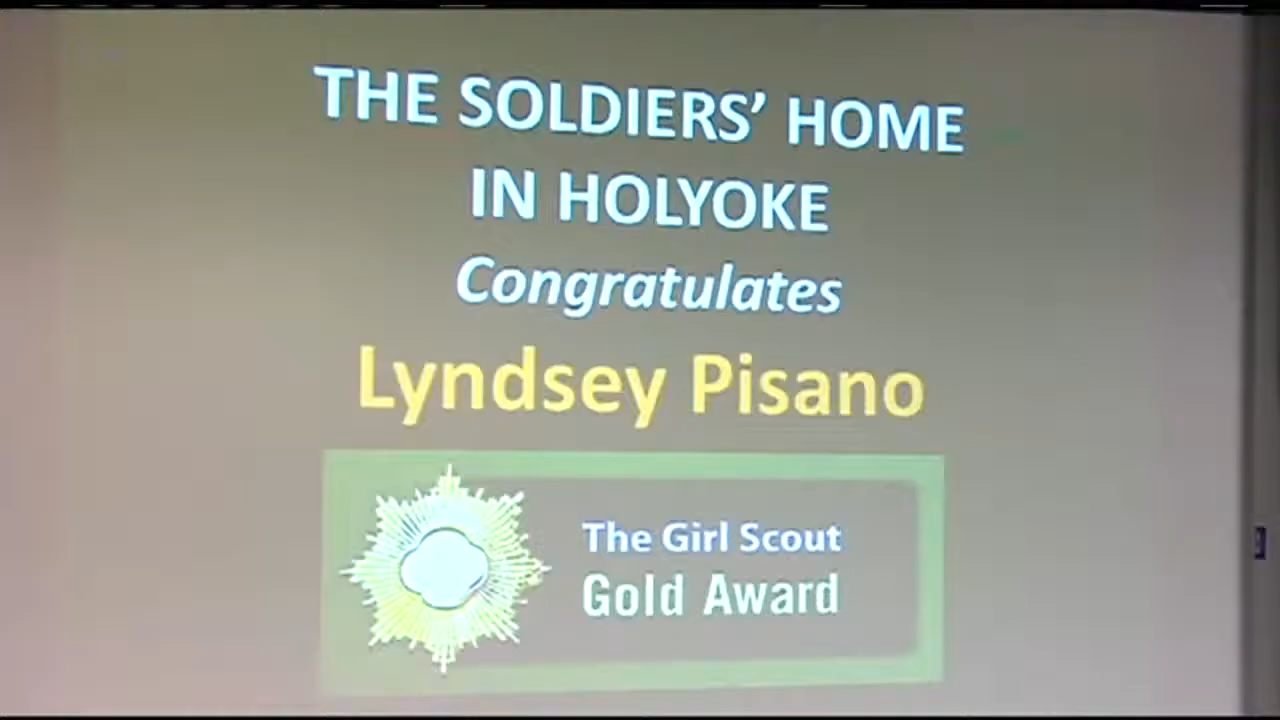 THE SOLDIERS’ HOME
IN HOLYOKE
Congratulates
Lyndsey Pisano
The Girl Scout
Gold Award